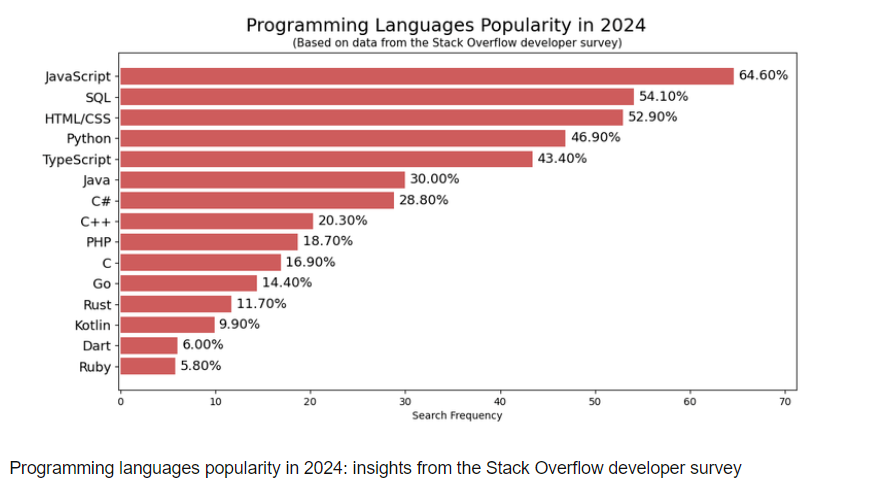 Programming Languages Popularity in 2024
(Based on data from the Stack Overflow developer survey)
JavaScript 64.60%
SQL 54.10%
HTML/CSS 52.90%
Python 46.90%
TypeScript 43.40%
Java 30.00%
C# 28.80%
C++ 20.30%
PHP 18.70%
C 16.90%
Go 14.40%
Rust 11.70%
Kotlin 9.90%
Dart 6.00%
Ruby 5.80%
0 10 20 30 40 50 60 70
Search Frequency
Programming languages popularity in 2024: insights from the Stack Overflow developer survey